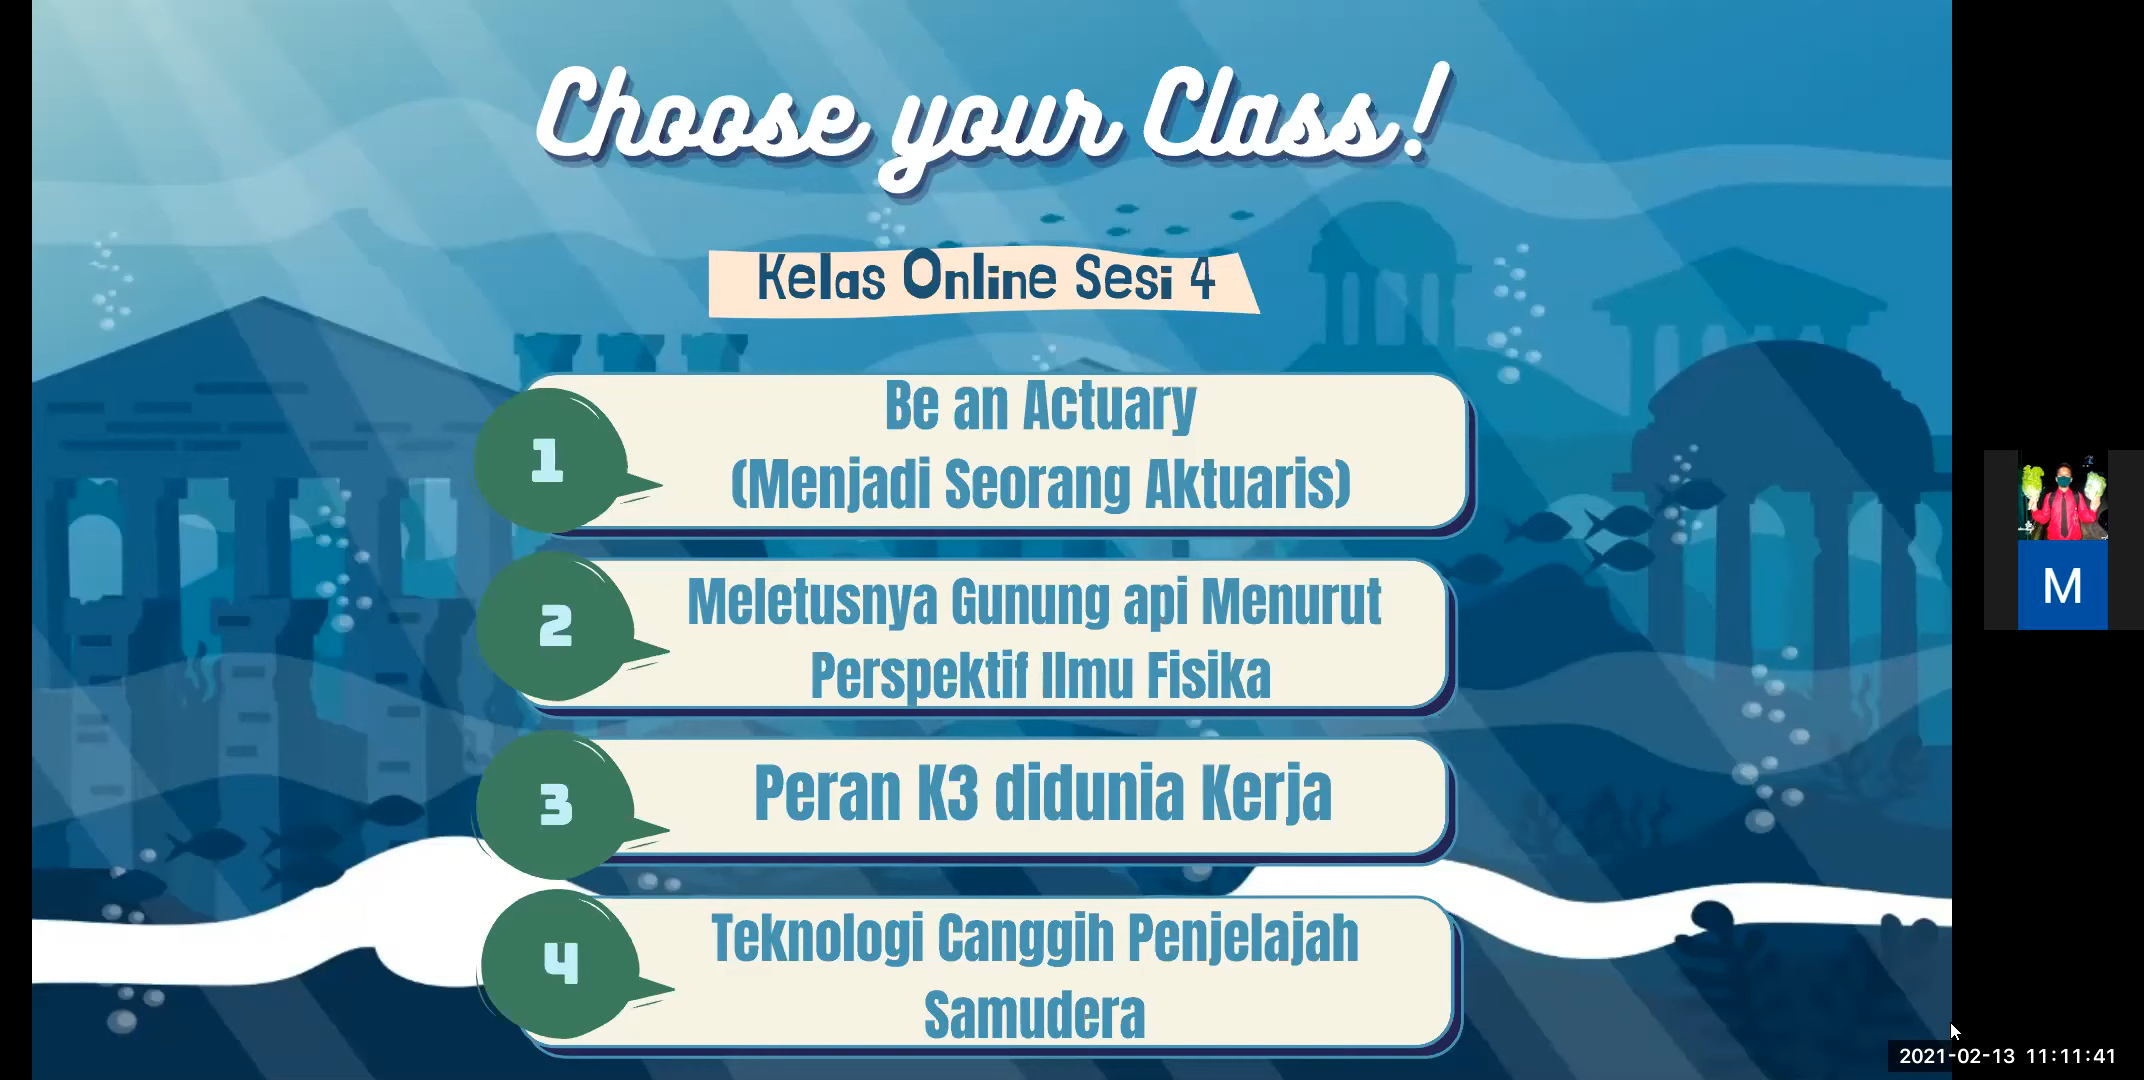 Choose your Class!
Kelas Online Sesi 4
1
Be an Actuary
(Menjadi Seorang Aktuaris)
2
Meletusnya Gunung api Menurut
Perspektif Ilmu Fisika
3
Peran K3 didunia Kerja
4
Teknologi Canggih Penjelajah
Samudera
M
2021-02-13 11:11:41